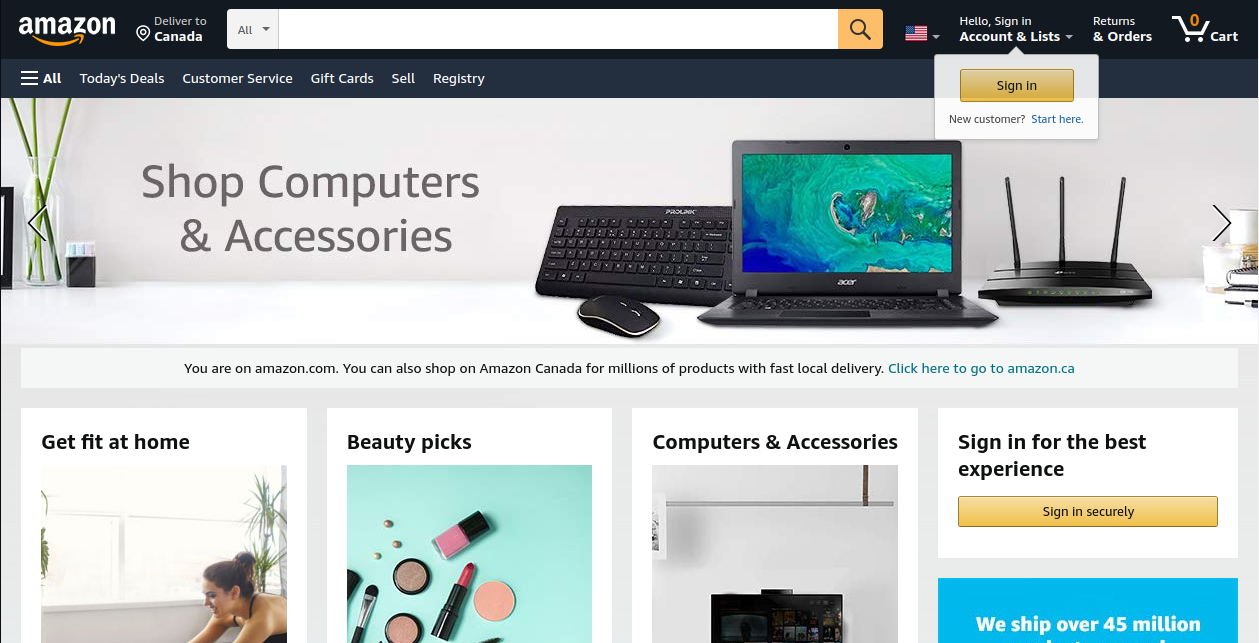 amazon
Deliver to
Canada
All
Hello, Sign in
Account & Lists
Returns
& Orders
0
Cart
All
Today's Deals
Customer Service
Gift Cards
Sell
Registry
Sign in
New customer? Start here.
Shop Computers
& Accessories
PROLINK
acer
You are on amazon.com. You can also shop on Amazon Canada for millions of products with fast local delivery. Click here to go to amazon.ca
Get fit at home
Beauty picks
Computers & Accessories
Sign in for the best
experience
Sign in securely
We ship over 45 million